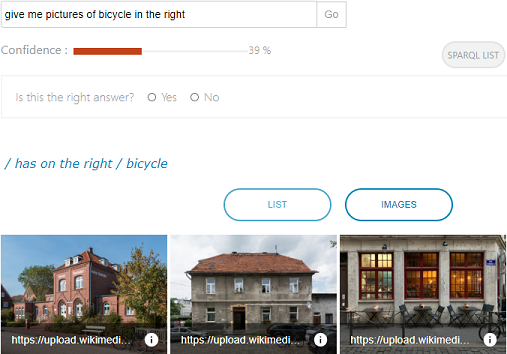 give me pictures of bicycle in the right
Go
Confidence :
39 %
SPARQL LIST
Is this the right answer?
Yes
No
/ has on the right / bicycle
LIST
IMAGES
https://upload.wikimedi...
https://upload.wikimedi...
https://upload.wikimedi...